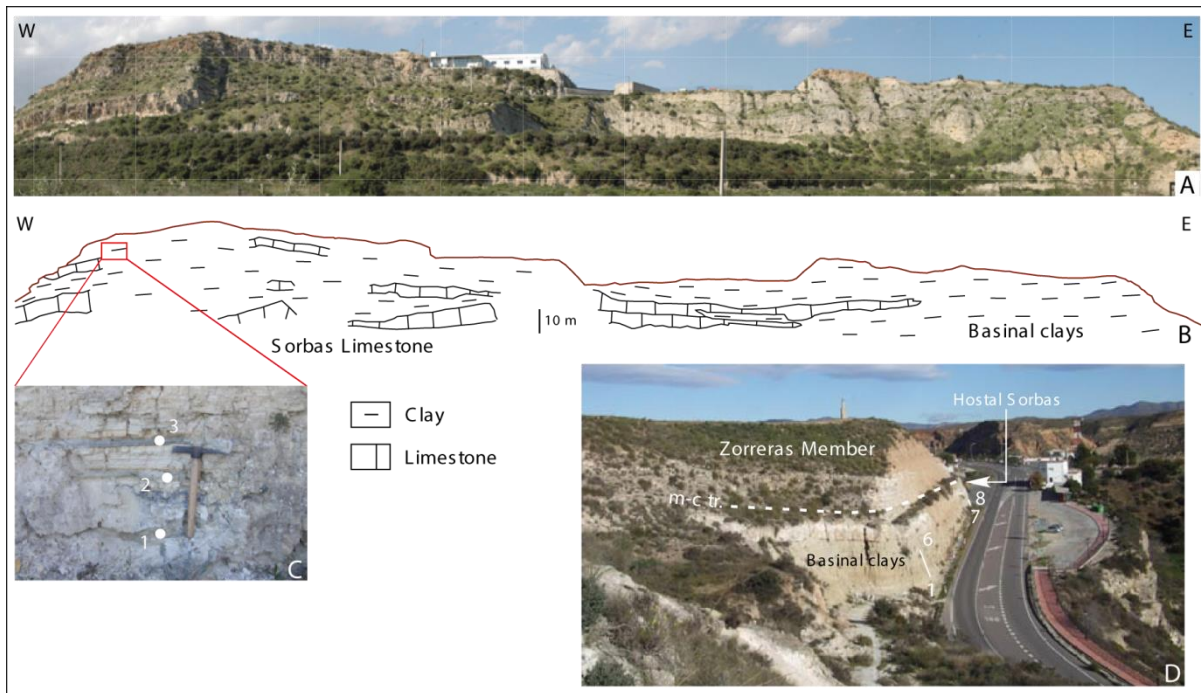 W
E
A
W
E
10 m
Sorbas Limestone
Basinal clays
B
3
2
1
C
Clay
Limestone
Hostal Sorbas
Zorreras Member
m-c tr.
8
7
6
Basinal clays
1
D